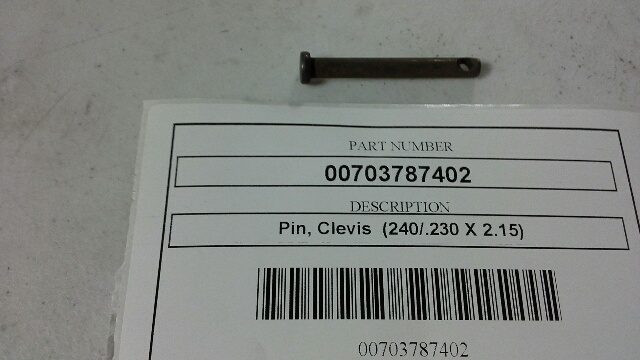 PART NUMBER
00703787402
DESCRIPTION
Pin, Clevis (240/.230 X 2.15)
00703787402